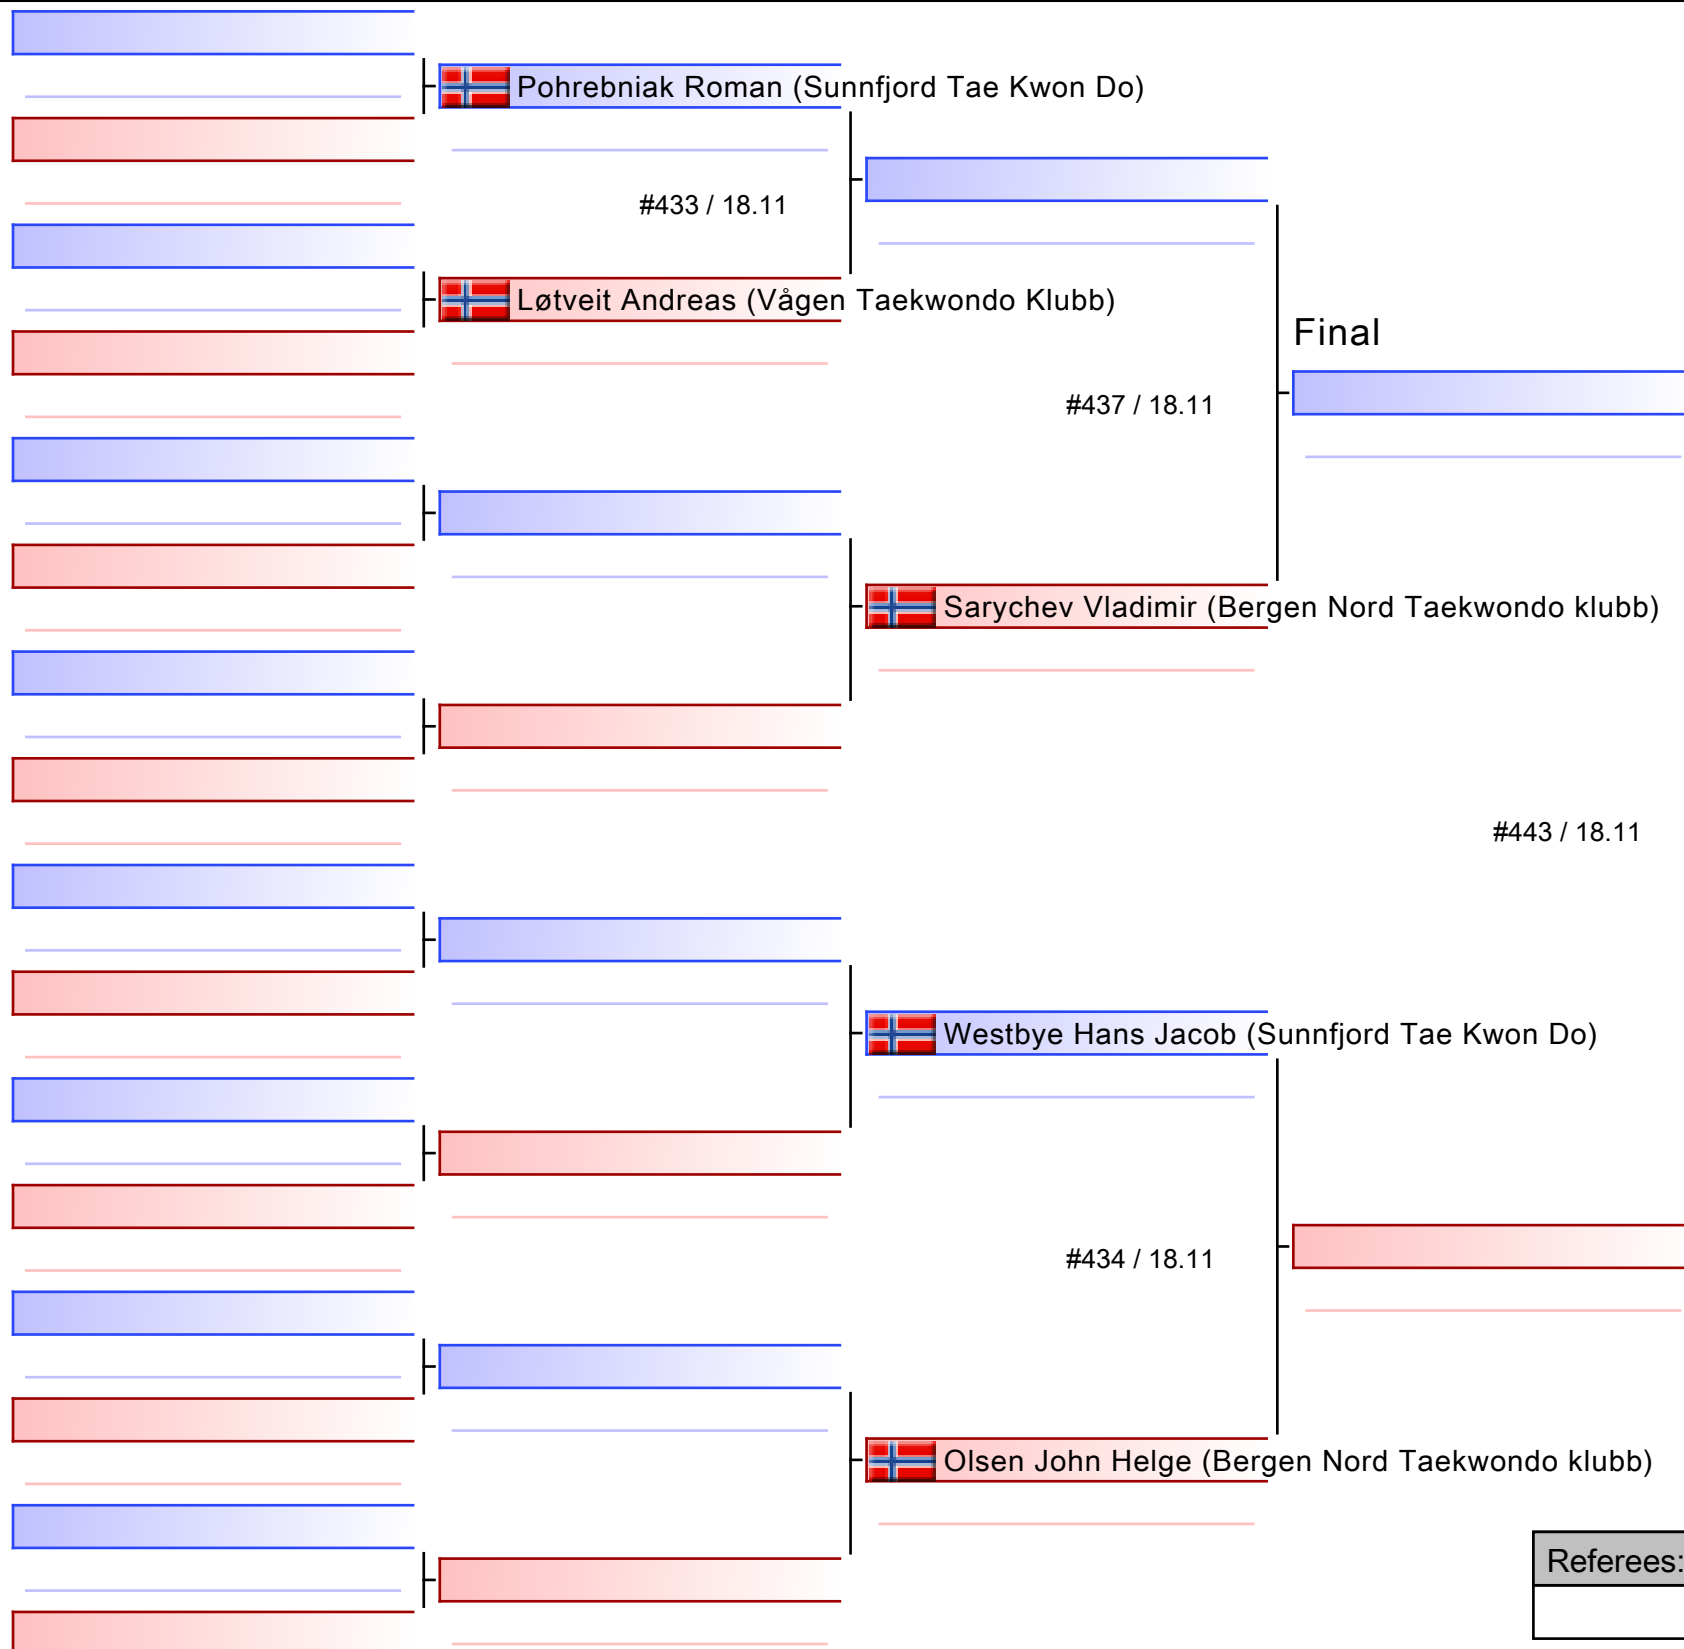 Pohrebniak Roman (Sunnfjord Tae Kwon Do)
#433 / 18.11
Løtveit Andreas (Vågen Taekwondo Klubb)
Final
#437 / 18.11
Sarychev Vladimir (Bergen Nord Taekwondo klubb)
#443 / 18.11
Westbye Hans Jacob (Sunnfjord Tae Kwon Do)
#434 / 18.11
Olsen John Helge (Bergen Nord Taekwondo klubb)
Referees: